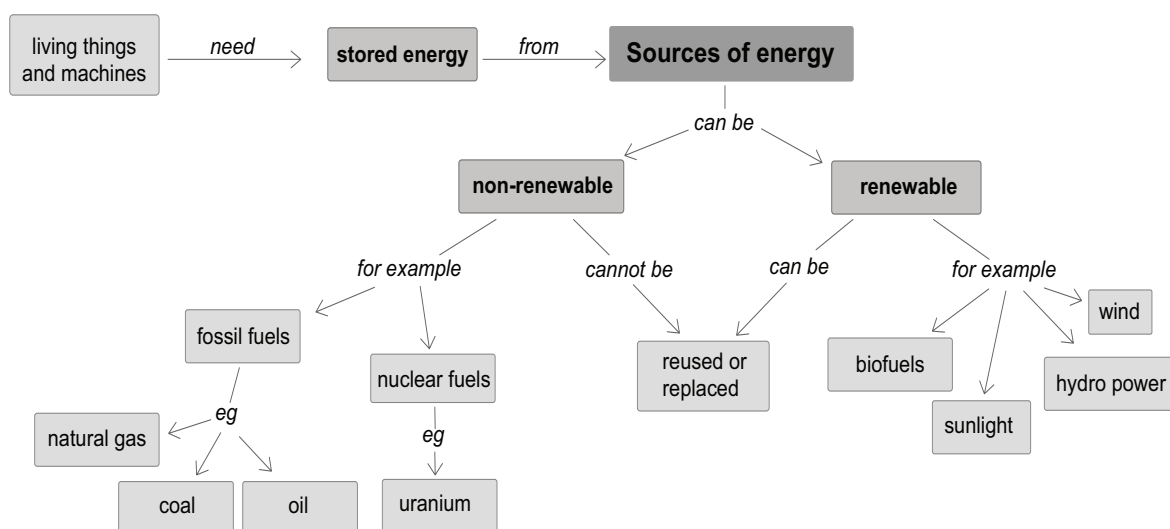 living things
and machines
need
stored energy
from
Sources of energy
can be
non-renewable
renewable
for example
cannot be
can be
for example
fossil fuels
nuclear fuels
reused or
replaced
biofuels
wind
hydro power
sunlight
eg
natural gas
coal
oil
eg
uranium